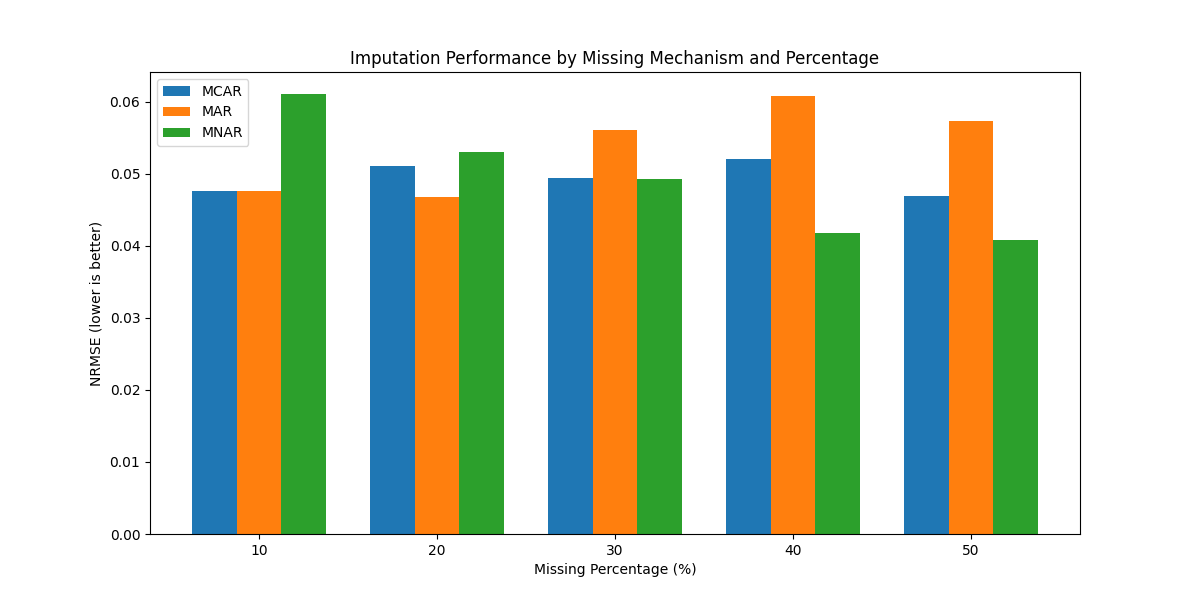 Imputation Performance by Missing Mechanism and Percentage
MCAR
MAR
MNAR
NRMSE (lower is better)
0.06
0.05
0.04
0.03
0.02
0.01
0.00
10 20 30 40 50
Missing Percentage (%)